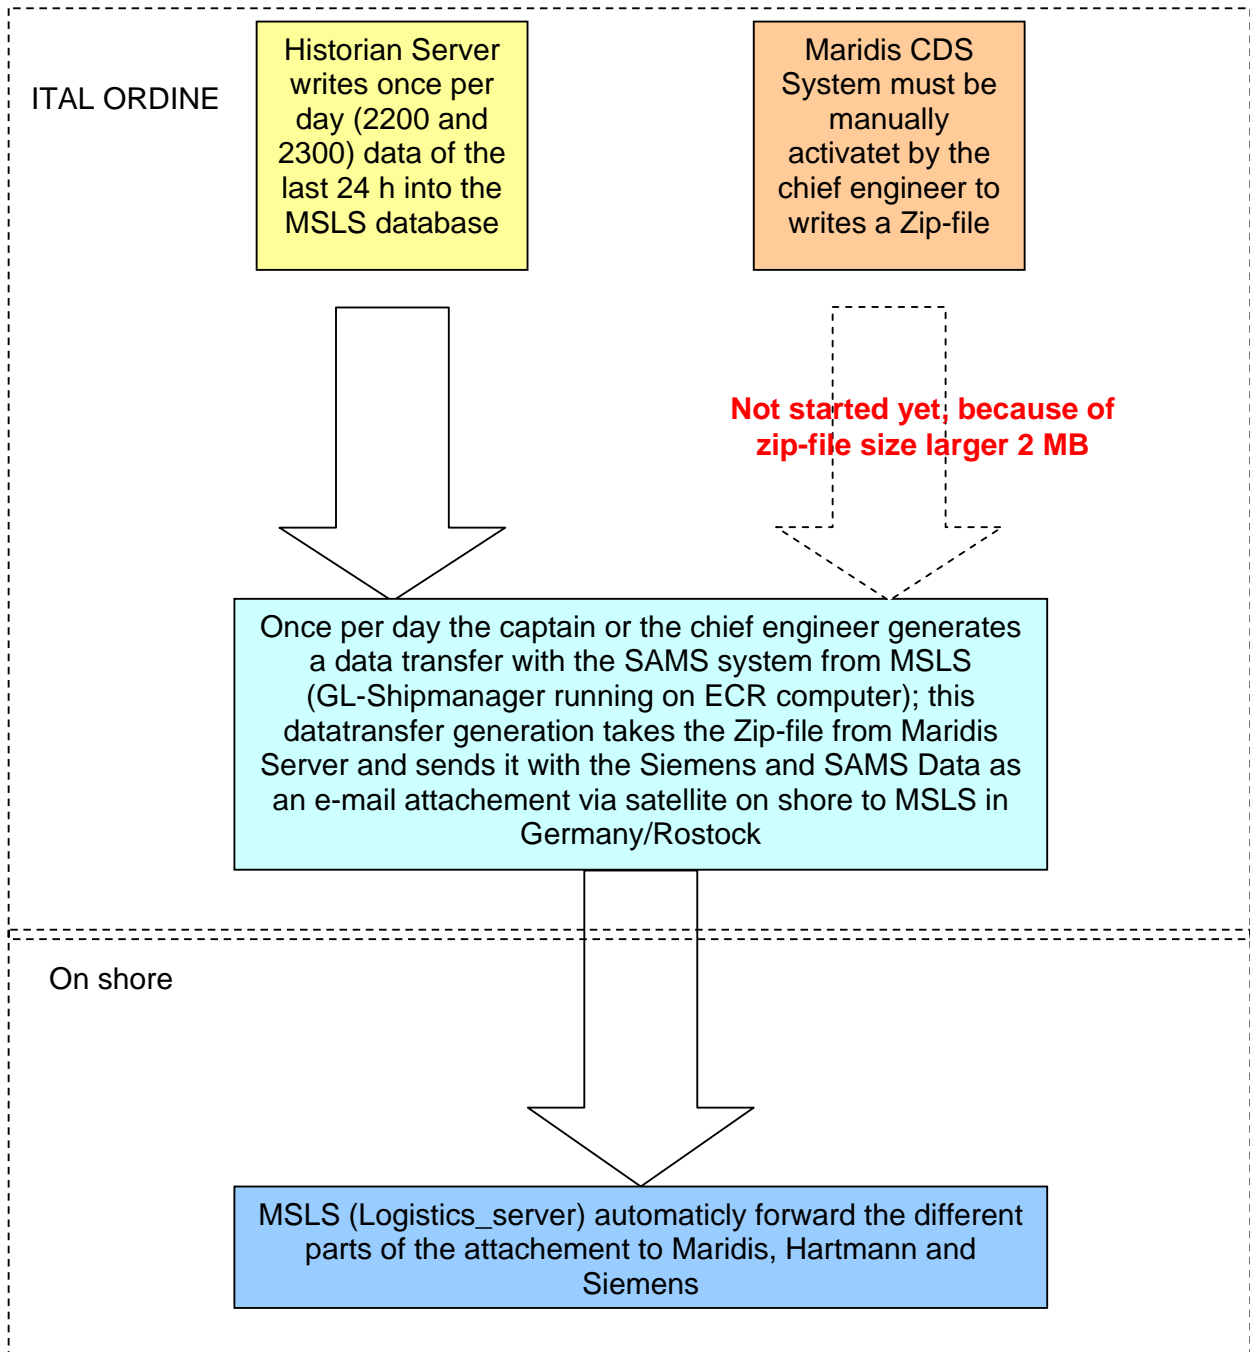 ITAL ORDINE
Historian Server
writes once per
day (2200 and
2300) data of the
last 24 h into the
MSLS database
Maridis CDS
System must be
manually
activatet by the
chief engineer to
writes a Zip-file
Not started yet, because of
zip-file size larger 2 MB
Once per day the captain or the chief engineer generates
a data transfer with the SAMS system from MSLS
(GL-Shipmanager running on ECR computer); this
datatransfer generation takes the Zip-file from Maridis
Server and sends it with the Siemens and SAMS Data as
an e-mail attachement via satellite on shore to MSLS in
Germany/Rostock
On shore
MSLS (Logistics_server) automaticly forward the different
parts of the attachement to Maridis, Hartmann and
Siemens